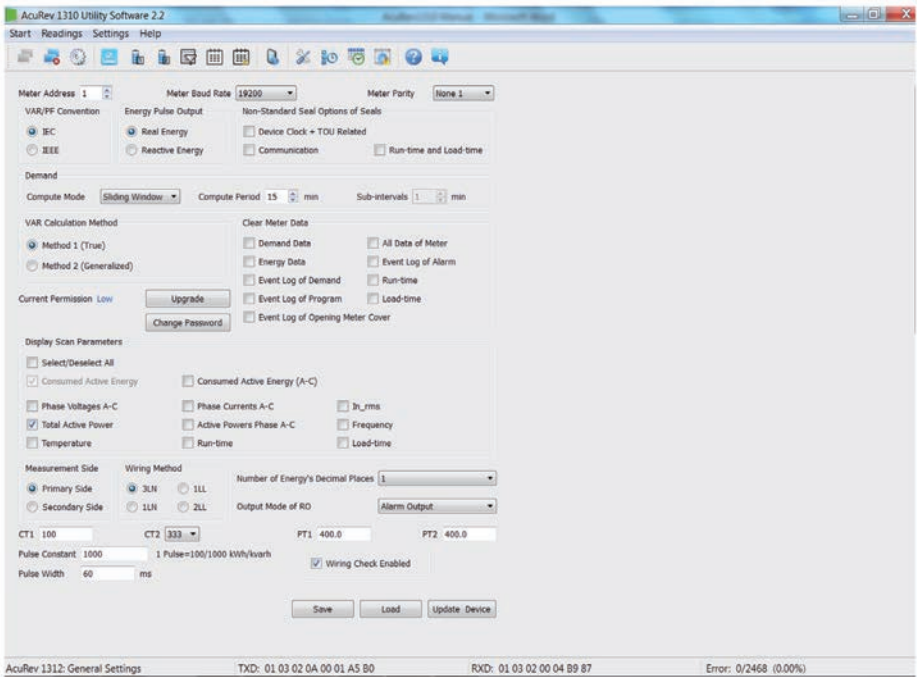 AcuRev 1310 Utility Software 2.2
Start Readings Settings Help
Meter Address 1 Meter Baud Rate 19200 Meter Parity None 1
VAR/PF Convention Energy Pulse Output Non-Standard Seal Options of Seals
IEC Real Energy Device Clock + TOU Related
IEEE Reactive Energy Communication Run-time and Load-time
Demand
Compute Mode Sliding Window Compute Period 15 min Sub-intervals 1 min
VAR Calculation Method Clear Meter Data
Method 1 (True) Demand Data All Data of Meter
Method 2 (Generalized) Energy Data Event Log of Alarm
Event Log of Demand Run-time
Current Permission Low Upgrade Event Log of Program Load-time
Change Password Event Log of Opening Meter Cover
Display Scan Parameters
Select/Deselect All
Consumed Active Energy Consumed Active Energy (A-C)
Phase Voltages A-C Phase Currents A-C In_rms
Total Active Power Active Powers Phase A-C Frequency
Temperature Run-time Load-time
Measurement Side Wiring Method Number of Energy's Decimal Places 1
Primary Side 3LN 1LL
Secondary Side 1LN 2LL Output Mode of RO Alarm Output
CT1 100 CT2 333 PT1 400.0 PT2 400.0
Pulse Constant 1000 1 Pulse=100/1000 kWh/kvarh
Wiring Check Enabled
Pulse Width 60 ms
Save Load Update Device
AcuRev 1312: General Settings TXD: 01 03 02 0A 00 01 A5 B0 RXD: 01 03 02 00 04 B9 87 Error: 0/2468 (0.00%)